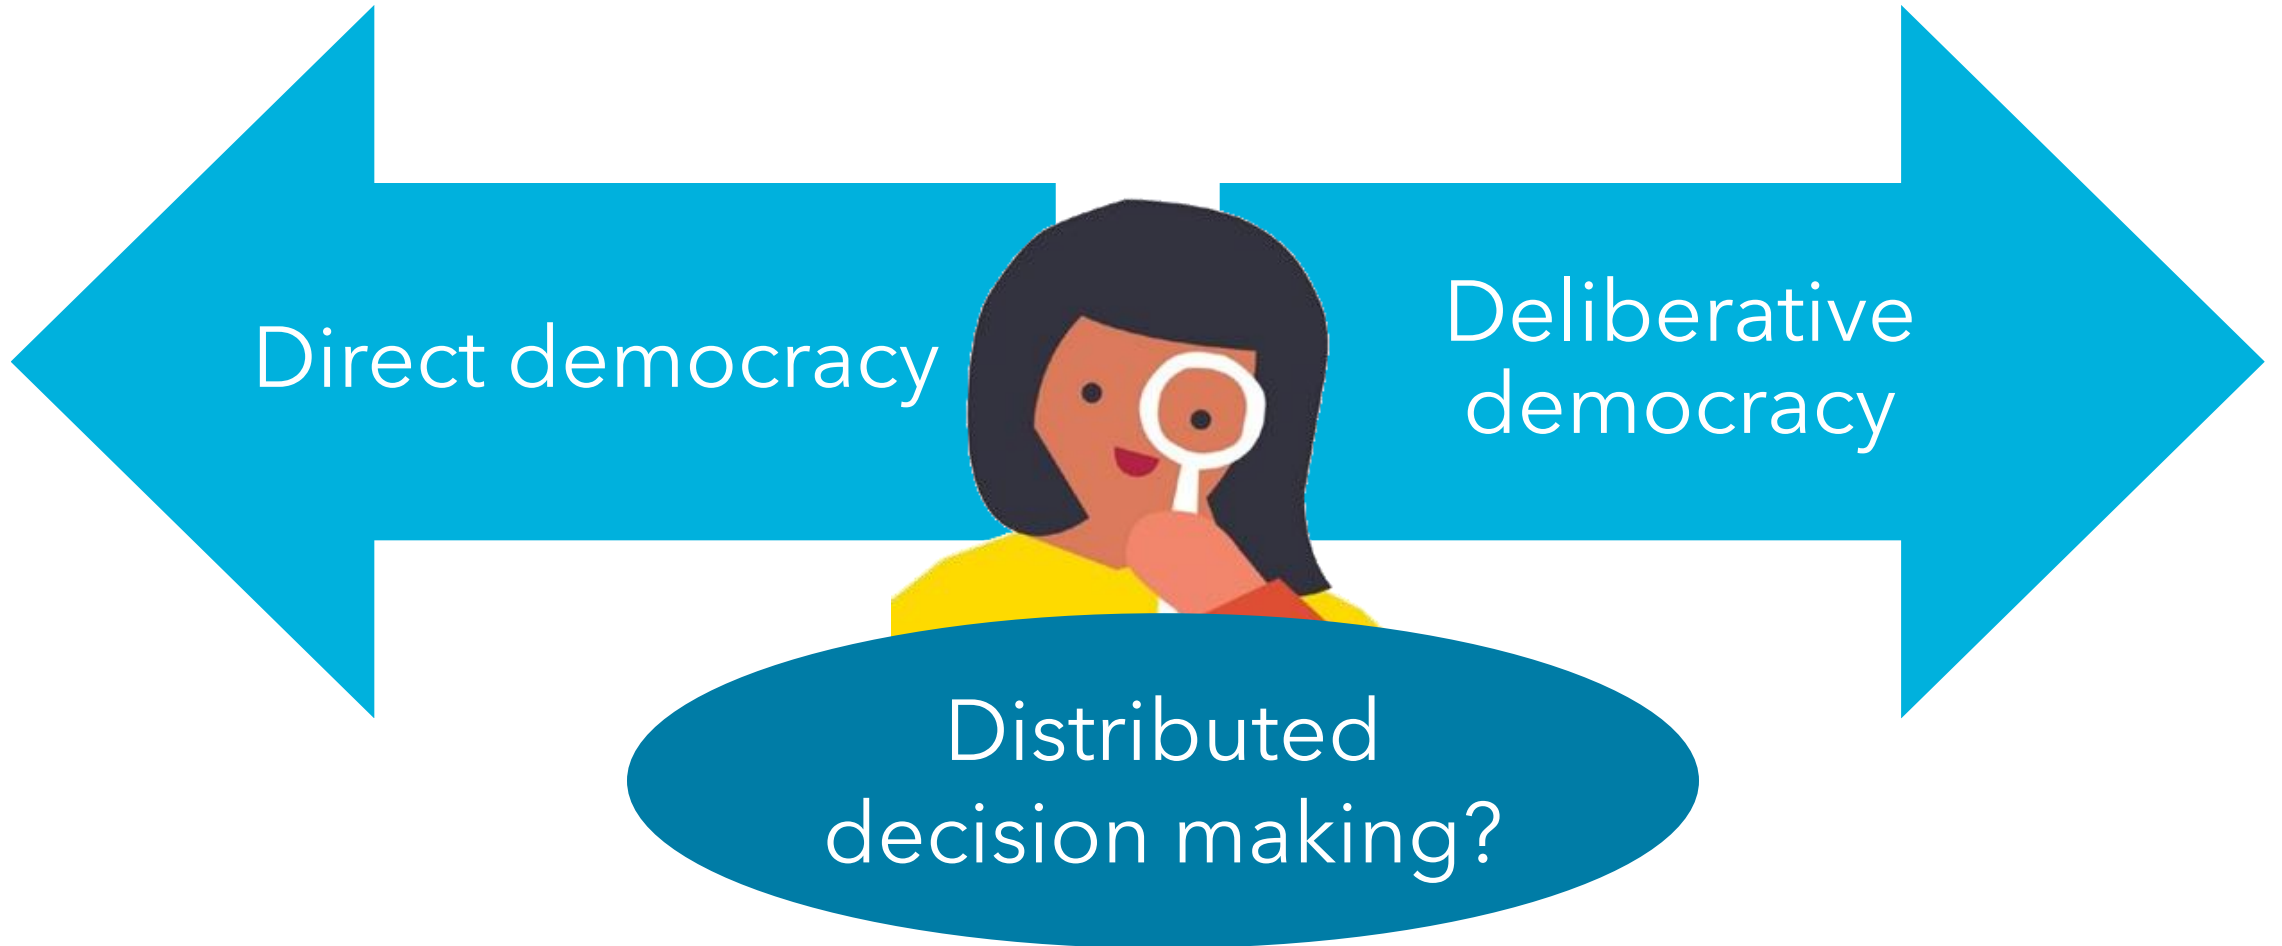 Direct democracy
Deliberative
democracy
Distributed
decision making?